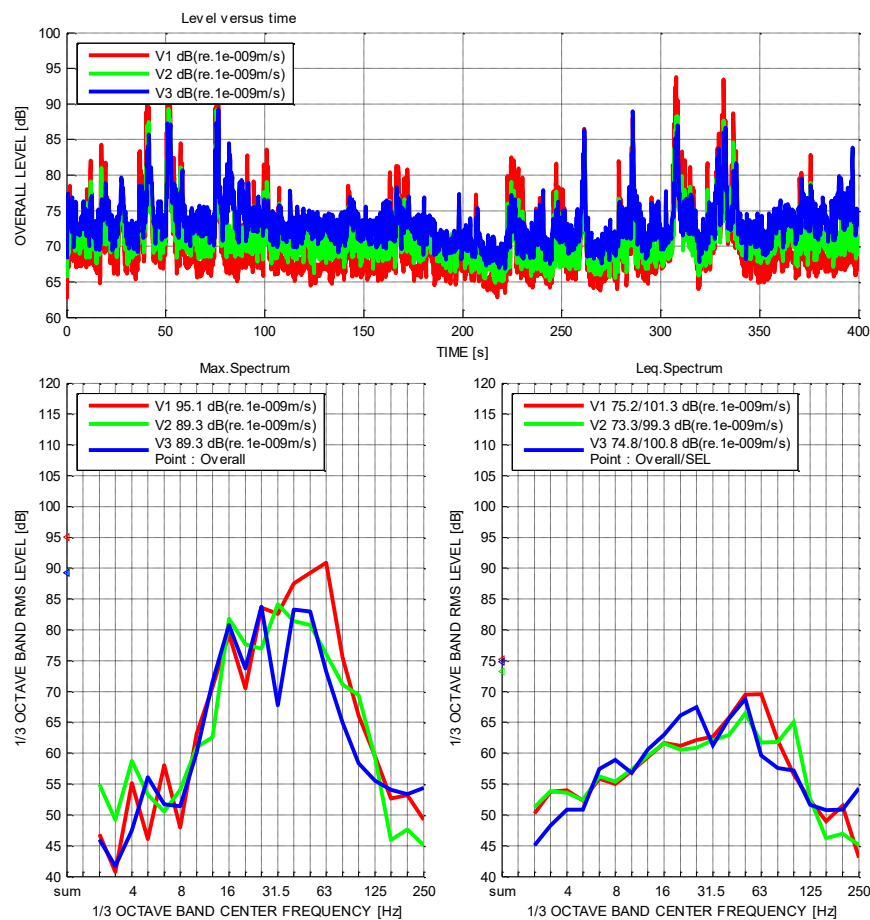 Level versus time
OVERALL LEVEL [dB]
100
95
90
85
80
75
70
65
60
V1 dB(re.1e-009m/s)
V2 dB(re.1e-009m/s)
V3 dB(re.1e-009m/s)
0 50 100 150 200 250 300 350 400
TIME [s]
Max.Spectrum
1/3 OCTAVE BAND RMS LEVEL [dB]
120
115
110
105
100
95
90
85
80
75
70
65
60
55
50
45
40
V1 95.1 dB(re.1e-009m/s)
V2 89.3 dB(re.1e-009m/s)
V3 89.3 dB(re.1e-009m/s)
Point : Overall
sum 4 8 16 31.5 63 125 250
1/3 OCTAVE BAND CENTER FREQUENCY [Hz]
Leq.Spectrum
1/3 OCTAVE BAND RMS LEVEL [dB]
120
115
110
105
100
95
90
85
80
75
70
65
60
55
50
45
40
V1 75.2/101.3 dB(re.1e-009m/s)
V2 73.3/99.3 dB(re.1e-009m/s)
V3 74.8/100.8 dB(re.1e-009m/s)
Point : Overall/SEL
sum 4 8 16 31.5 63 125 250
1/3 OCTAVE BAND CENTER FREQUENCY [Hz]